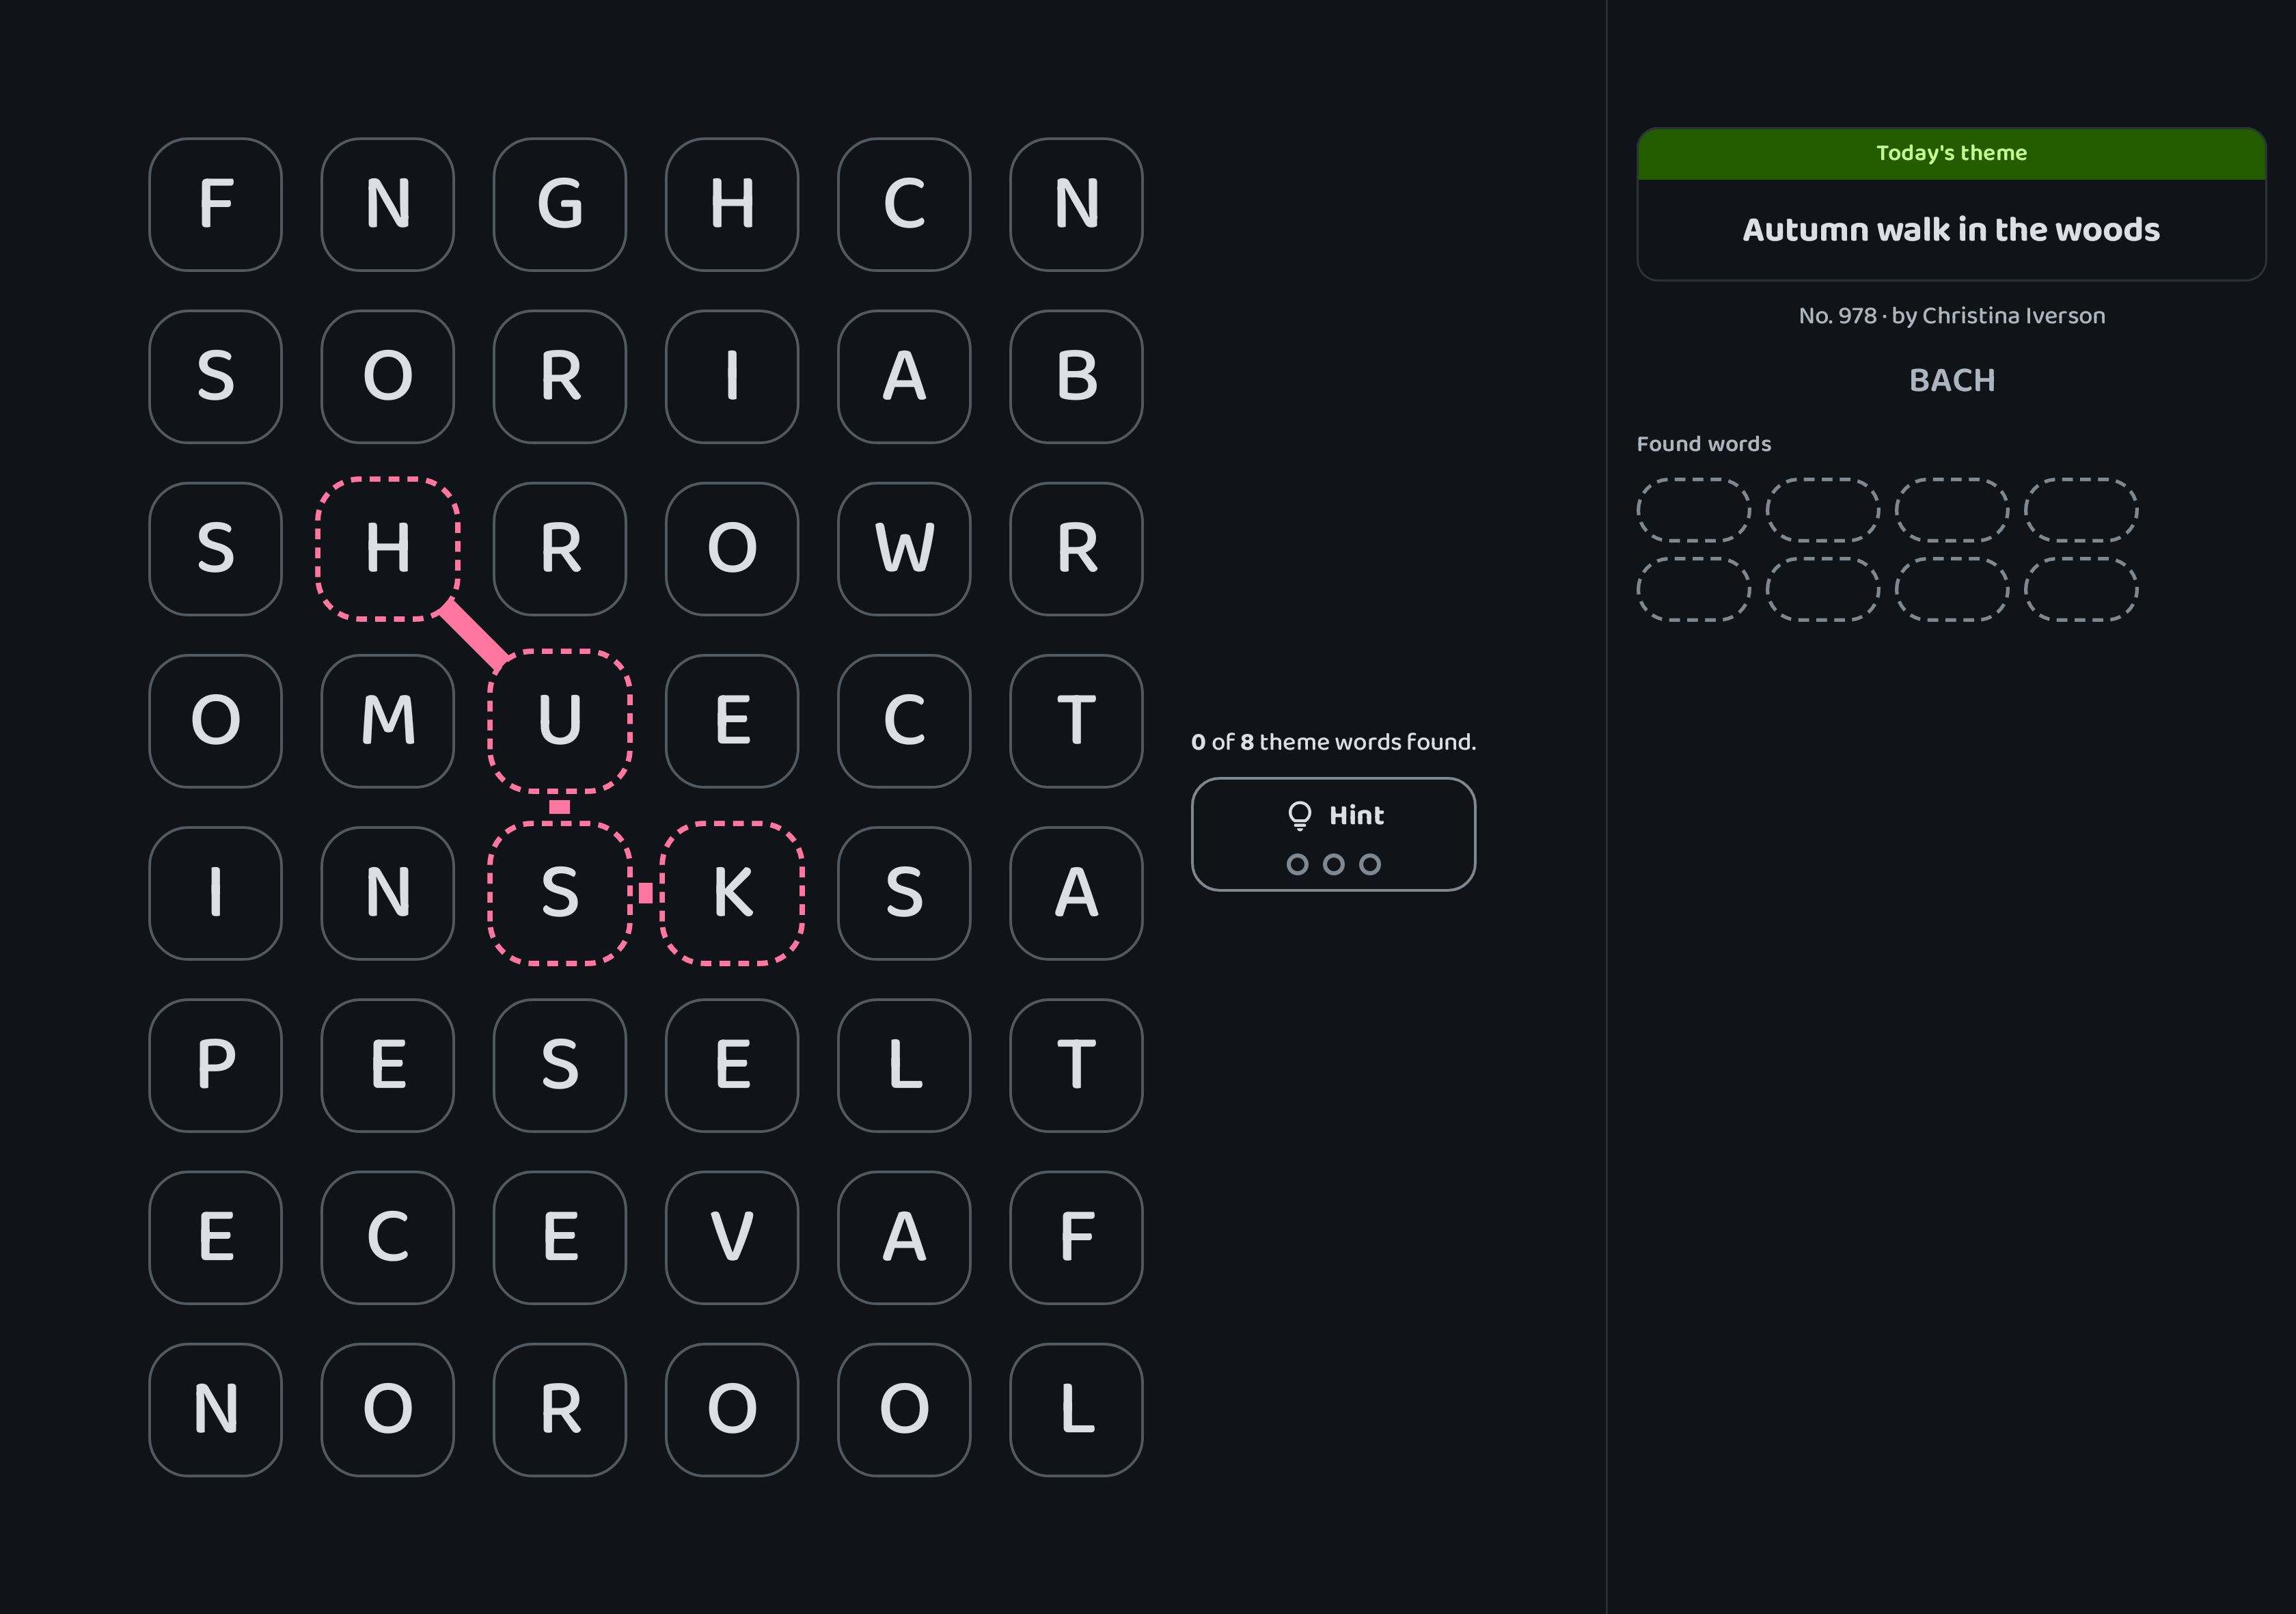 F N G H C N
S O R I A B
S H R O W R
O M U E C T
I N S K S A
P E S E L T
E C E V A F
N O R O O L
0 of 8 theme words found.
Hint
Today's theme
Autumn walk in the woods
No. 978 · by Christina Iverson
BACH
Found words